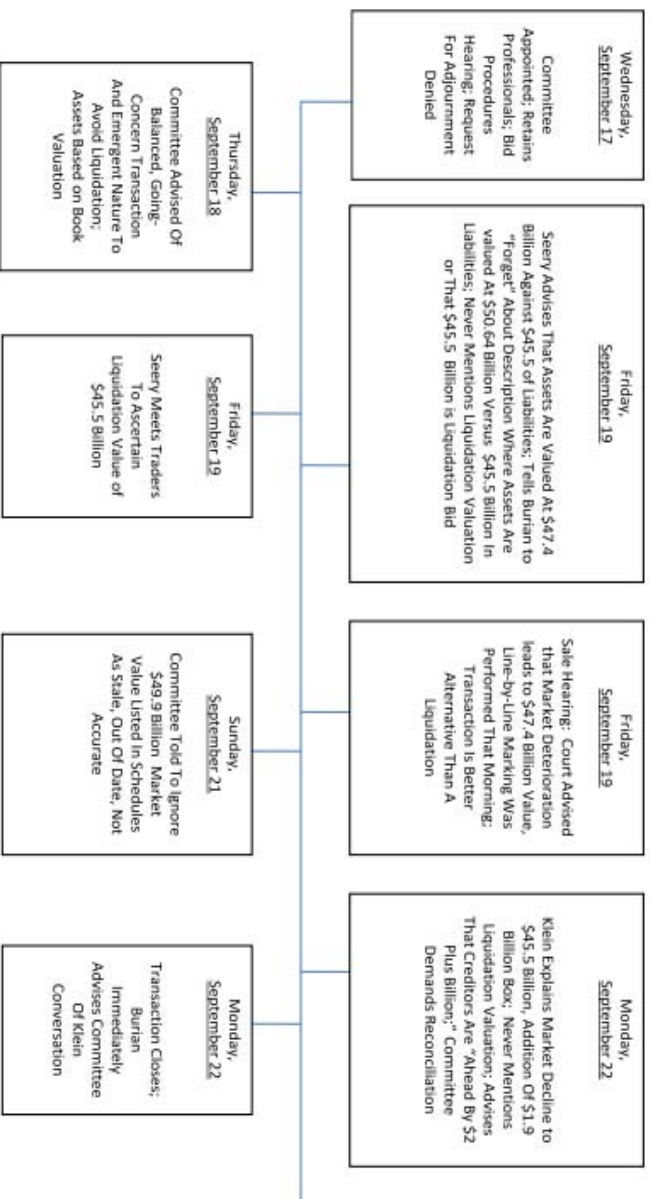 Wednesday,
September 17
Committee
Appointed; Retains
Professionals; Bid
Procedures
Hearing; Request
For Adjournment
Denied
Thursday,
September 18
Committee Advised Of
Balanced, Going-
Concern Transaction
And Emergent Nature To
Avoid Liquidation;
Assets Based on Book
Valuation
Friday,
September 19
Seery Advises That Assets Are Valued At $47.4
Billion Against $45.5 of Liabilities; Tells Burian to
"Forget" About Description Where Assets Are
valued At $50.64 Billion Versus $45.5 Billion In
Liabilities; Never Mentions Liquidation Valuation
or That $45.5 Billion is Liquidation Bid
Friday,
September 19
Seery Meets Traders
To Ascertain
Liquidation Value of
$45.5 Billion
Friday,
September 19
Sale Hearing: Court Advised
that Market Deterioration
leads to $47.4 Billion Value,
Line-by-Line Marking Was
Performed That Morning;
Transaction Is Better
Alternative Than A
Liquidation
Sunday,
September 21
Committee Told To Ignore
$49.9 Billion Market
Value Listed In Schedules
As Stale, Out Of Date, Not
Accurate
Monday,
September 22
Klein Explains Market Decline to
$45.5 Billion, Addition Of $1.9
Billion Box; Never Mentions
Liquidation Valuation; Advises
That Creditors Are "Ahead By $2
Plus Billion;" Committee
Demands Reconciliation
Monday,
September 22
Transaction Closes;
Burian
Immediately
Advises Committee
Of Klein
Conversation